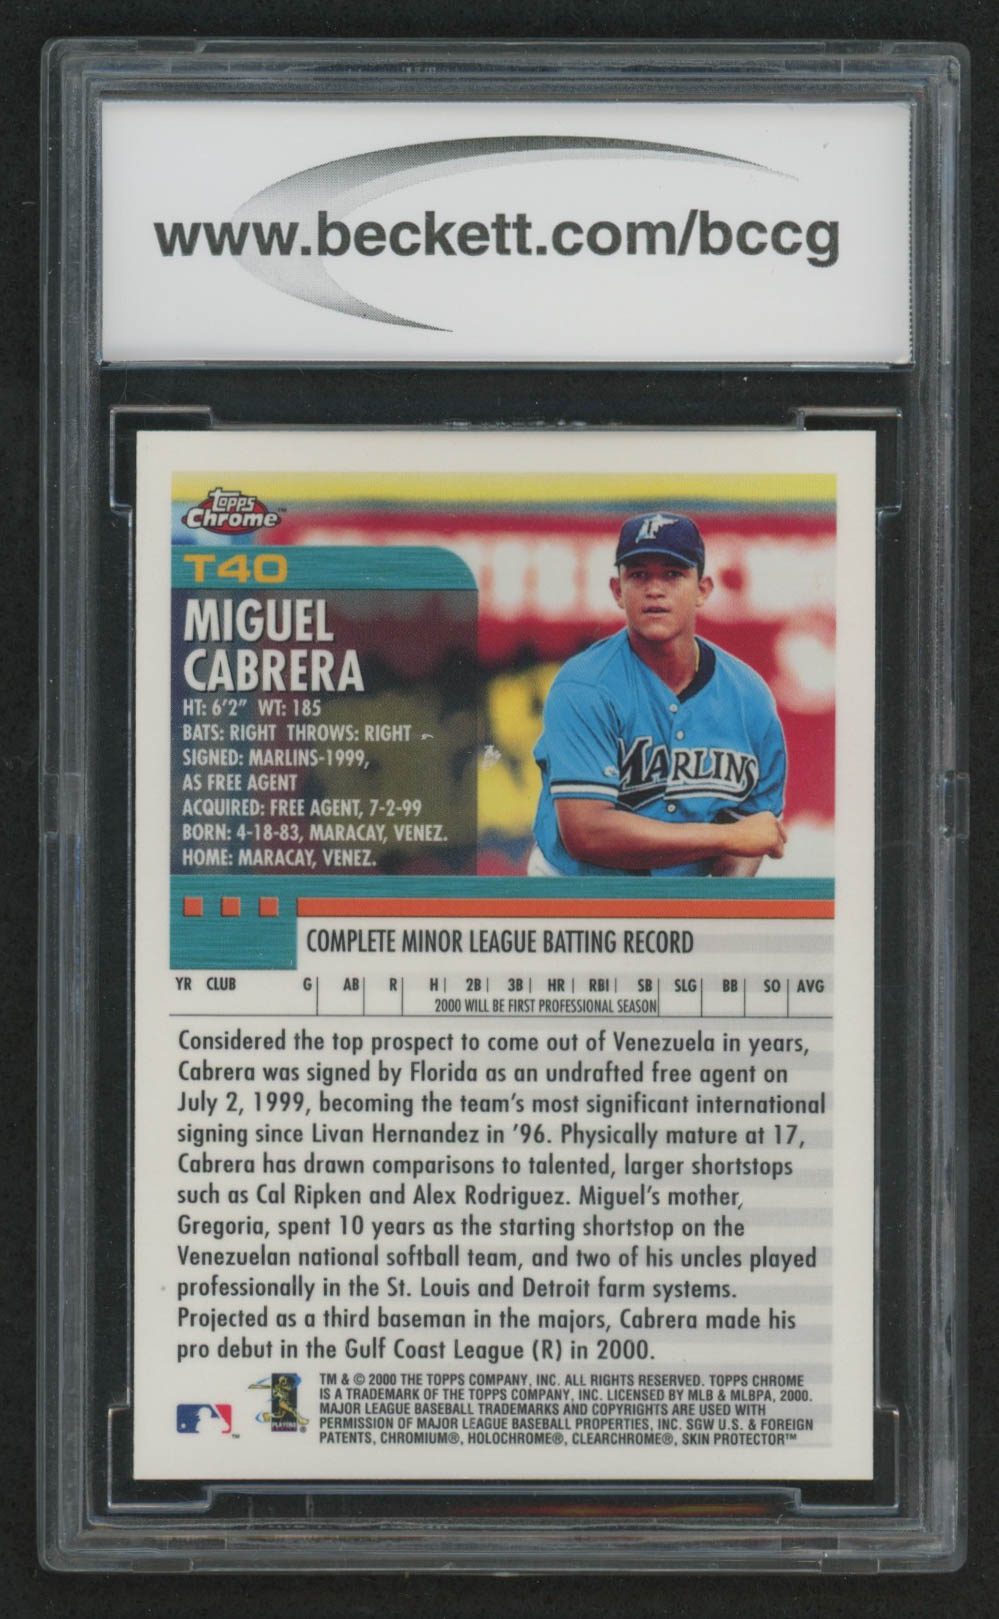 www.beckett.com/bccg
Topps
Chrome™
T40
MIGUEL
CABRERA
HT: 6'2" WT: 185
BATS: RIGHT THROWS: RIGHT
SIGNED: MARLINS-1999,
AS FREE AGENT
ACQUIRED: FREE AGENT, 7-2-99
BORN: 4-18-83, MARACAY, VENEZ.
HOME: MARACAY, VENEZ.
MARLINS
COMPLETE MINOR LEAGUE BATTING RECORD
YR CLUB G AB R H 2B 3B HR RBI SB SLG BB SO AVG
2000 WILL BE FIRST PROFESSIONAL SEASON
Considered the top prospect to come out of Venezuela in years,
Cabrera was signed by Florida as an undrafted free agent on
July 2, 1999, becoming the team's most significant international
signing since Livan Hernandez in '96. Physically mature at 17,
Cabrera has drawn comparisons to talented, larger shortstops
such as Cal Ripken and Alex Rodriguez. Miguel's mother,
Gregoria, spent 10 years as the starting shortstop on the
Venezuelan national softball team, and two of his uncles played
professionally in the St. Louis and Detroit farm systems.
Projected as a third baseman in the majors, Cabrera made his
pro debut in the Gulf Coast League (R) in 2000.
TM & © 2000 THE TOPPS COMPANY, INC. ALL RIGHTS RESERVED. TOPPS CHROME
IS A TRADEMARK OF THE TOPPS COMPANY, INC. LICENSED BY MLB & MLBPA, 2000.
MAJOR LEAGUE BASEBALL TRADEMARKS AND COPYRIGHTS ARE USED WITH
PERMISSION OF MAJOR LEAGUE BASEBALL PROPERTIES, INC. SGW U.S. & FOREIGN
PATENTS, CHROMIUM®, HOLOCHROME®, CLEARCHROME®, SKIN PROTECTOR™